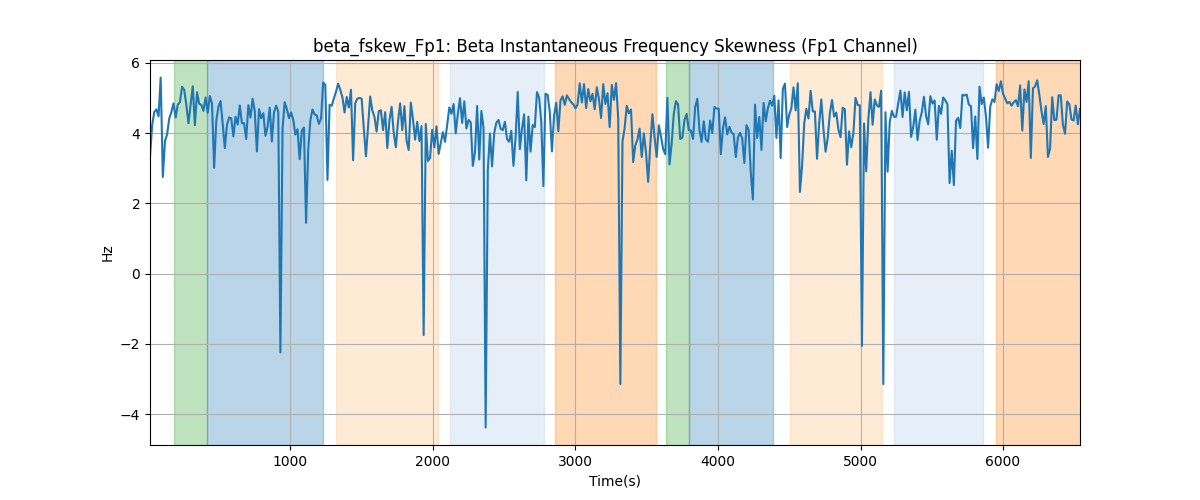 beta_fskew_Fp1: Beta Instantaneous Frequency Skewness (Fp1 Channel)
6
4
2
0
−2
−4
Hz
1000 2000 3000 4000 5000 6000
Time(s)